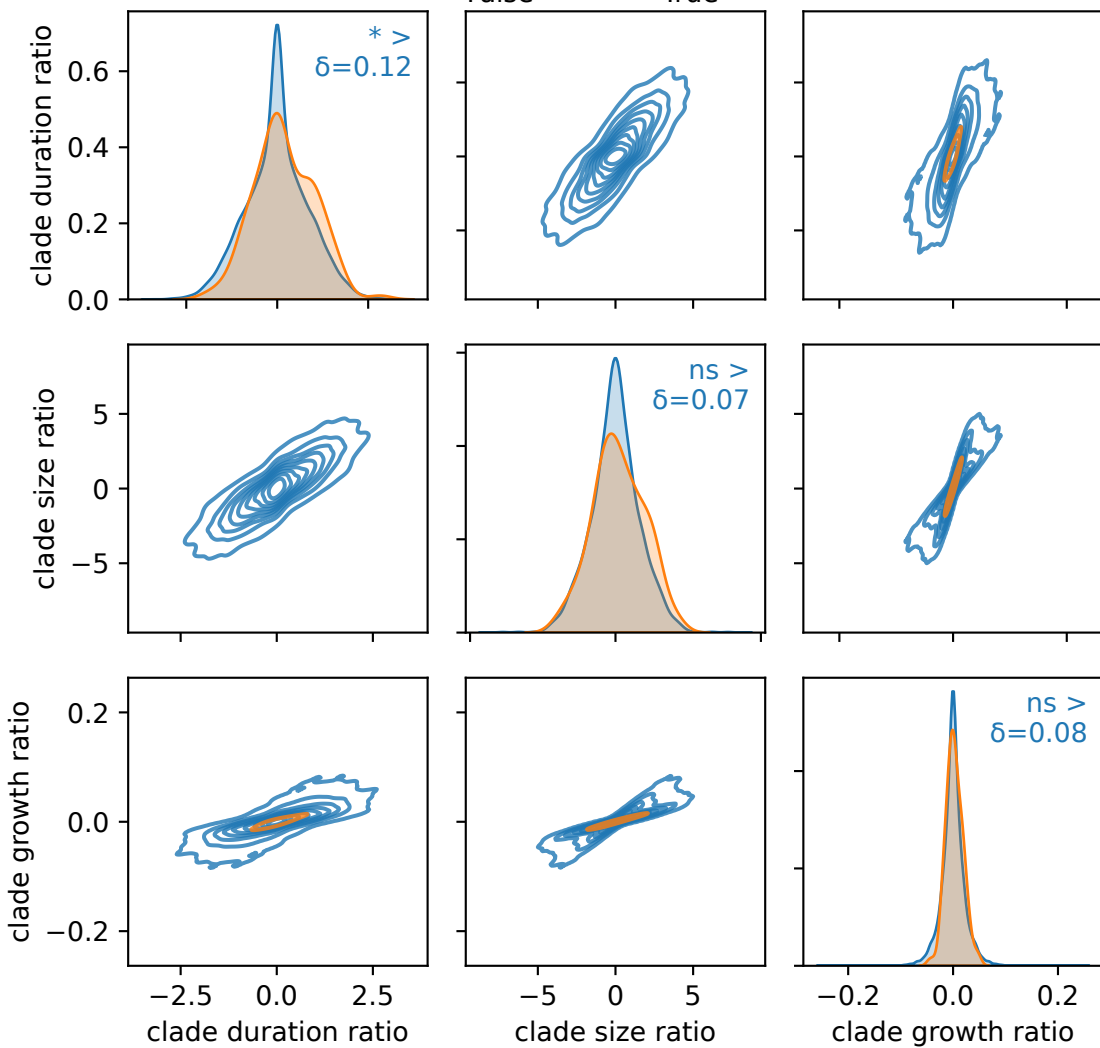 clade duration ratio
0.6
0.4
0.2
0.0
* >
δ=0.12
clade size ratio
5
0
−5
ns >
δ=0.07
clade growth ratio
0.2
0.0
−0.2
ns >
δ=0.08
−2.5 0.0 2.5
−5 0 5
−0.2 0.0 0.2
clade duration ratio
clade size ratio
clade growth ratio